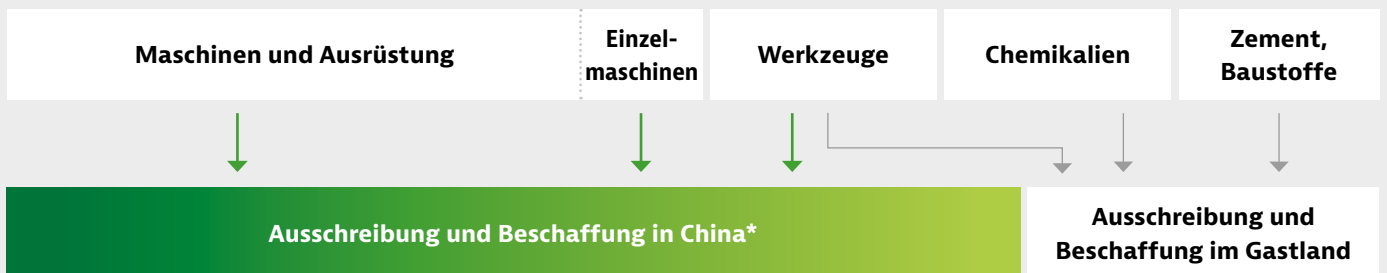 Maschinen und Ausrüstung
Einzel-
maschinen
Werkzeuge
Chemikalien
Zement,
Baustoffe
Ausschreibung und Beschaffung in China*
Ausschreibung und
Beschaffung im Gastland